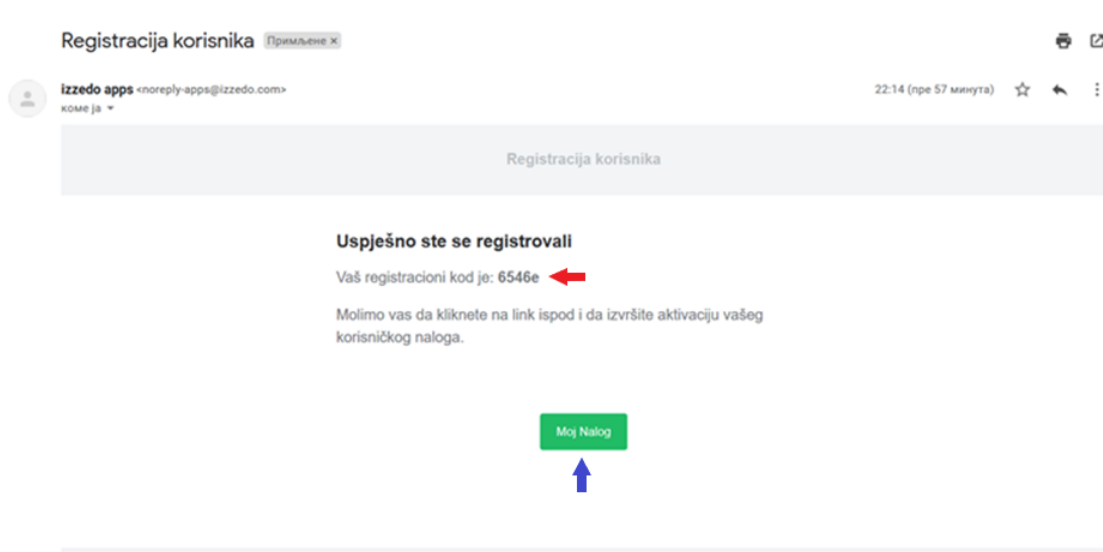 Registracija korisnika Примљене ×
izzedo apps <noreply-apps@izzedo.com>
22:14 (пре 57 минута)
коме ја
Registracija korisnika
Uspješno ste se registrovali
Vaš registracioni kod je: 6546e
Molimo vas da kliknete na link ispod i da izvršite aktivaciju vašeg
korisničkog naloga.
Moj Nalog